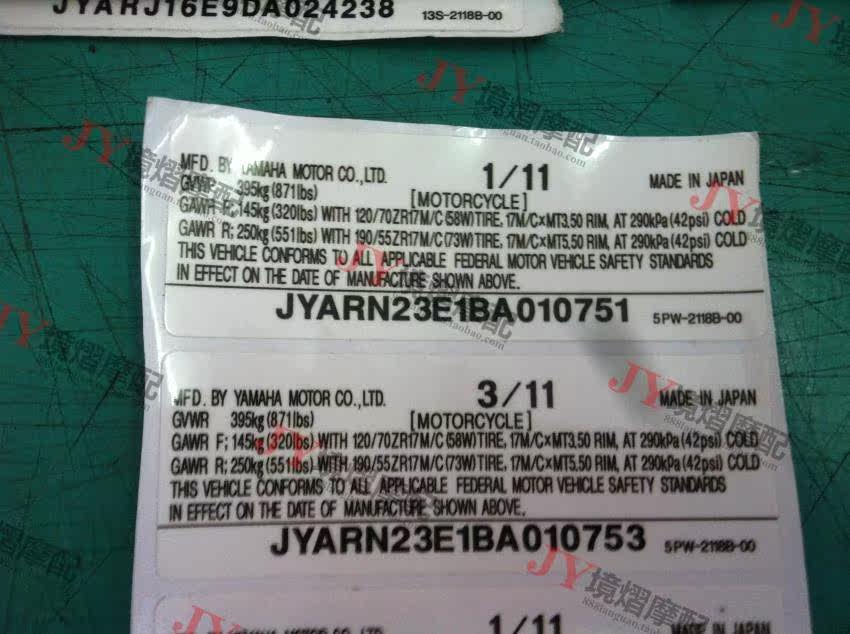 JYARJ16E9DA024238 13S-2118B-00
MFD. BY YAMAHA MOTOR CO.,LTD. 1/11 MADE IN JAPAN
GVWR 395kg (871lbs) [MOTORCYCLE]
GAWR F; 145kg (320lbs) WITH 120/70ZR17M/C (58W) TIRE, 17M/C×MT3.50 RIM, AT 290kPa (42psi) COLD
GAWR R; 250kg (551lbs) WITH 190/55ZR17M/C (73W) TIRE, 17M/C×MT5.50 RIM, AT 290kPa (42psi) COLD
THIS VEHICLE CONFORMS TO ALL APPLICABLE FEDERAL MOTOR VEHICLE SAFETY STANDARDS
IN EFFECT ON THE DATE OF MANUFACTURE SHOWN ABOVE.
JYARN23E1BA010751 5PW-2118B-00
MFD. BY YAMAHA MOTOR CO.,LTD. 3/11 MADE IN JAPAN
GVWR 395kg (871lbs) [MOTORCYCLE]
GAWR F; 145kg (320lbs) WITH 120/70ZR17M/C (58W) TIRE, 17M/C×MT3.50 RIM, AT 290kPa (42psi) COLD
GAWR R; 250kg (551lbs) WITH 190/55ZR17M/C (73W) TIRE, 17M/C×MT5.50 RIM, AT 290kPa (42psi) COLD
THIS VEHICLE CONFORMS TO ALL APPLICABLE FEDERAL MOTOR VEHICLE SAFETY STANDARDS
IN EFFECT ON THE DATE OF MANUFACTURE SHOWN ABOVE.
JYARN23E1BA010753 5PW-2118B-00
1/11 MADE IN JAPAN
JY境熠摩配
888fanguan.taobao.com